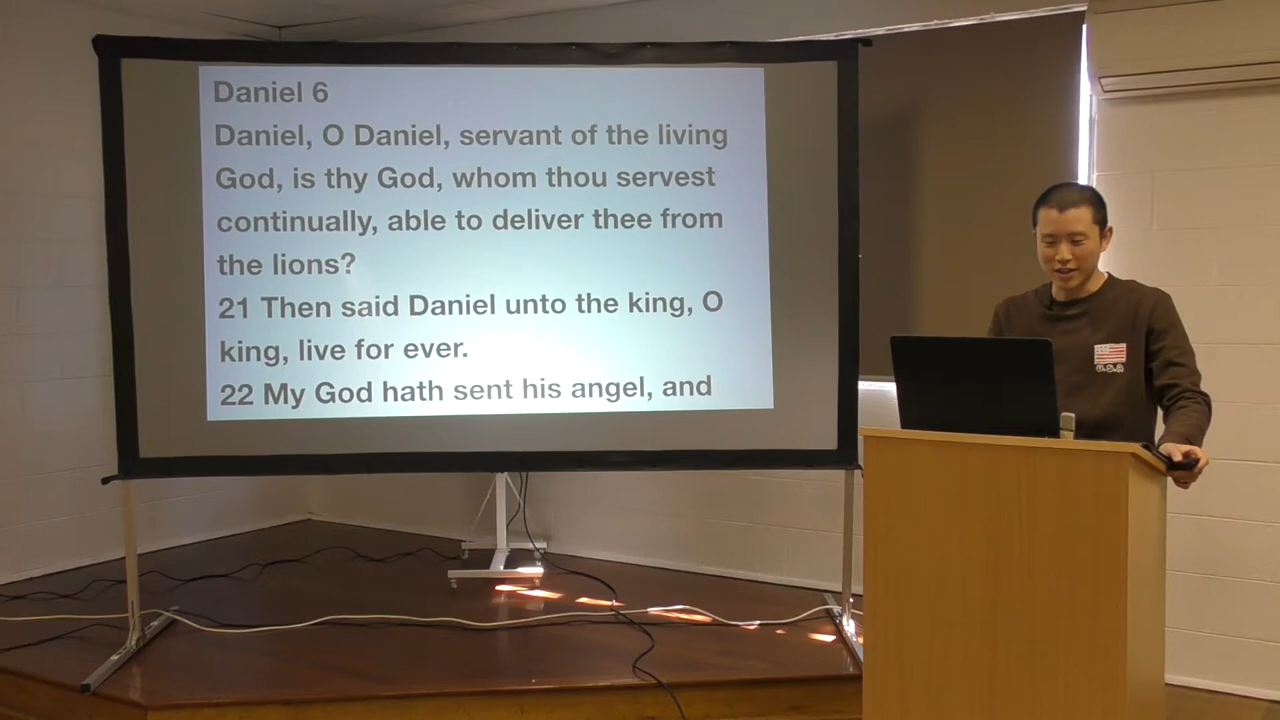 Daniel 6
Daniel, O Daniel, servant of the living
God, is thy God, whom thou servest
continually, able to deliver thee from
the lions?
21 Then said Daniel unto the king, O
king, live for ever.
22 My God hath sent his angel, and
U.S.A